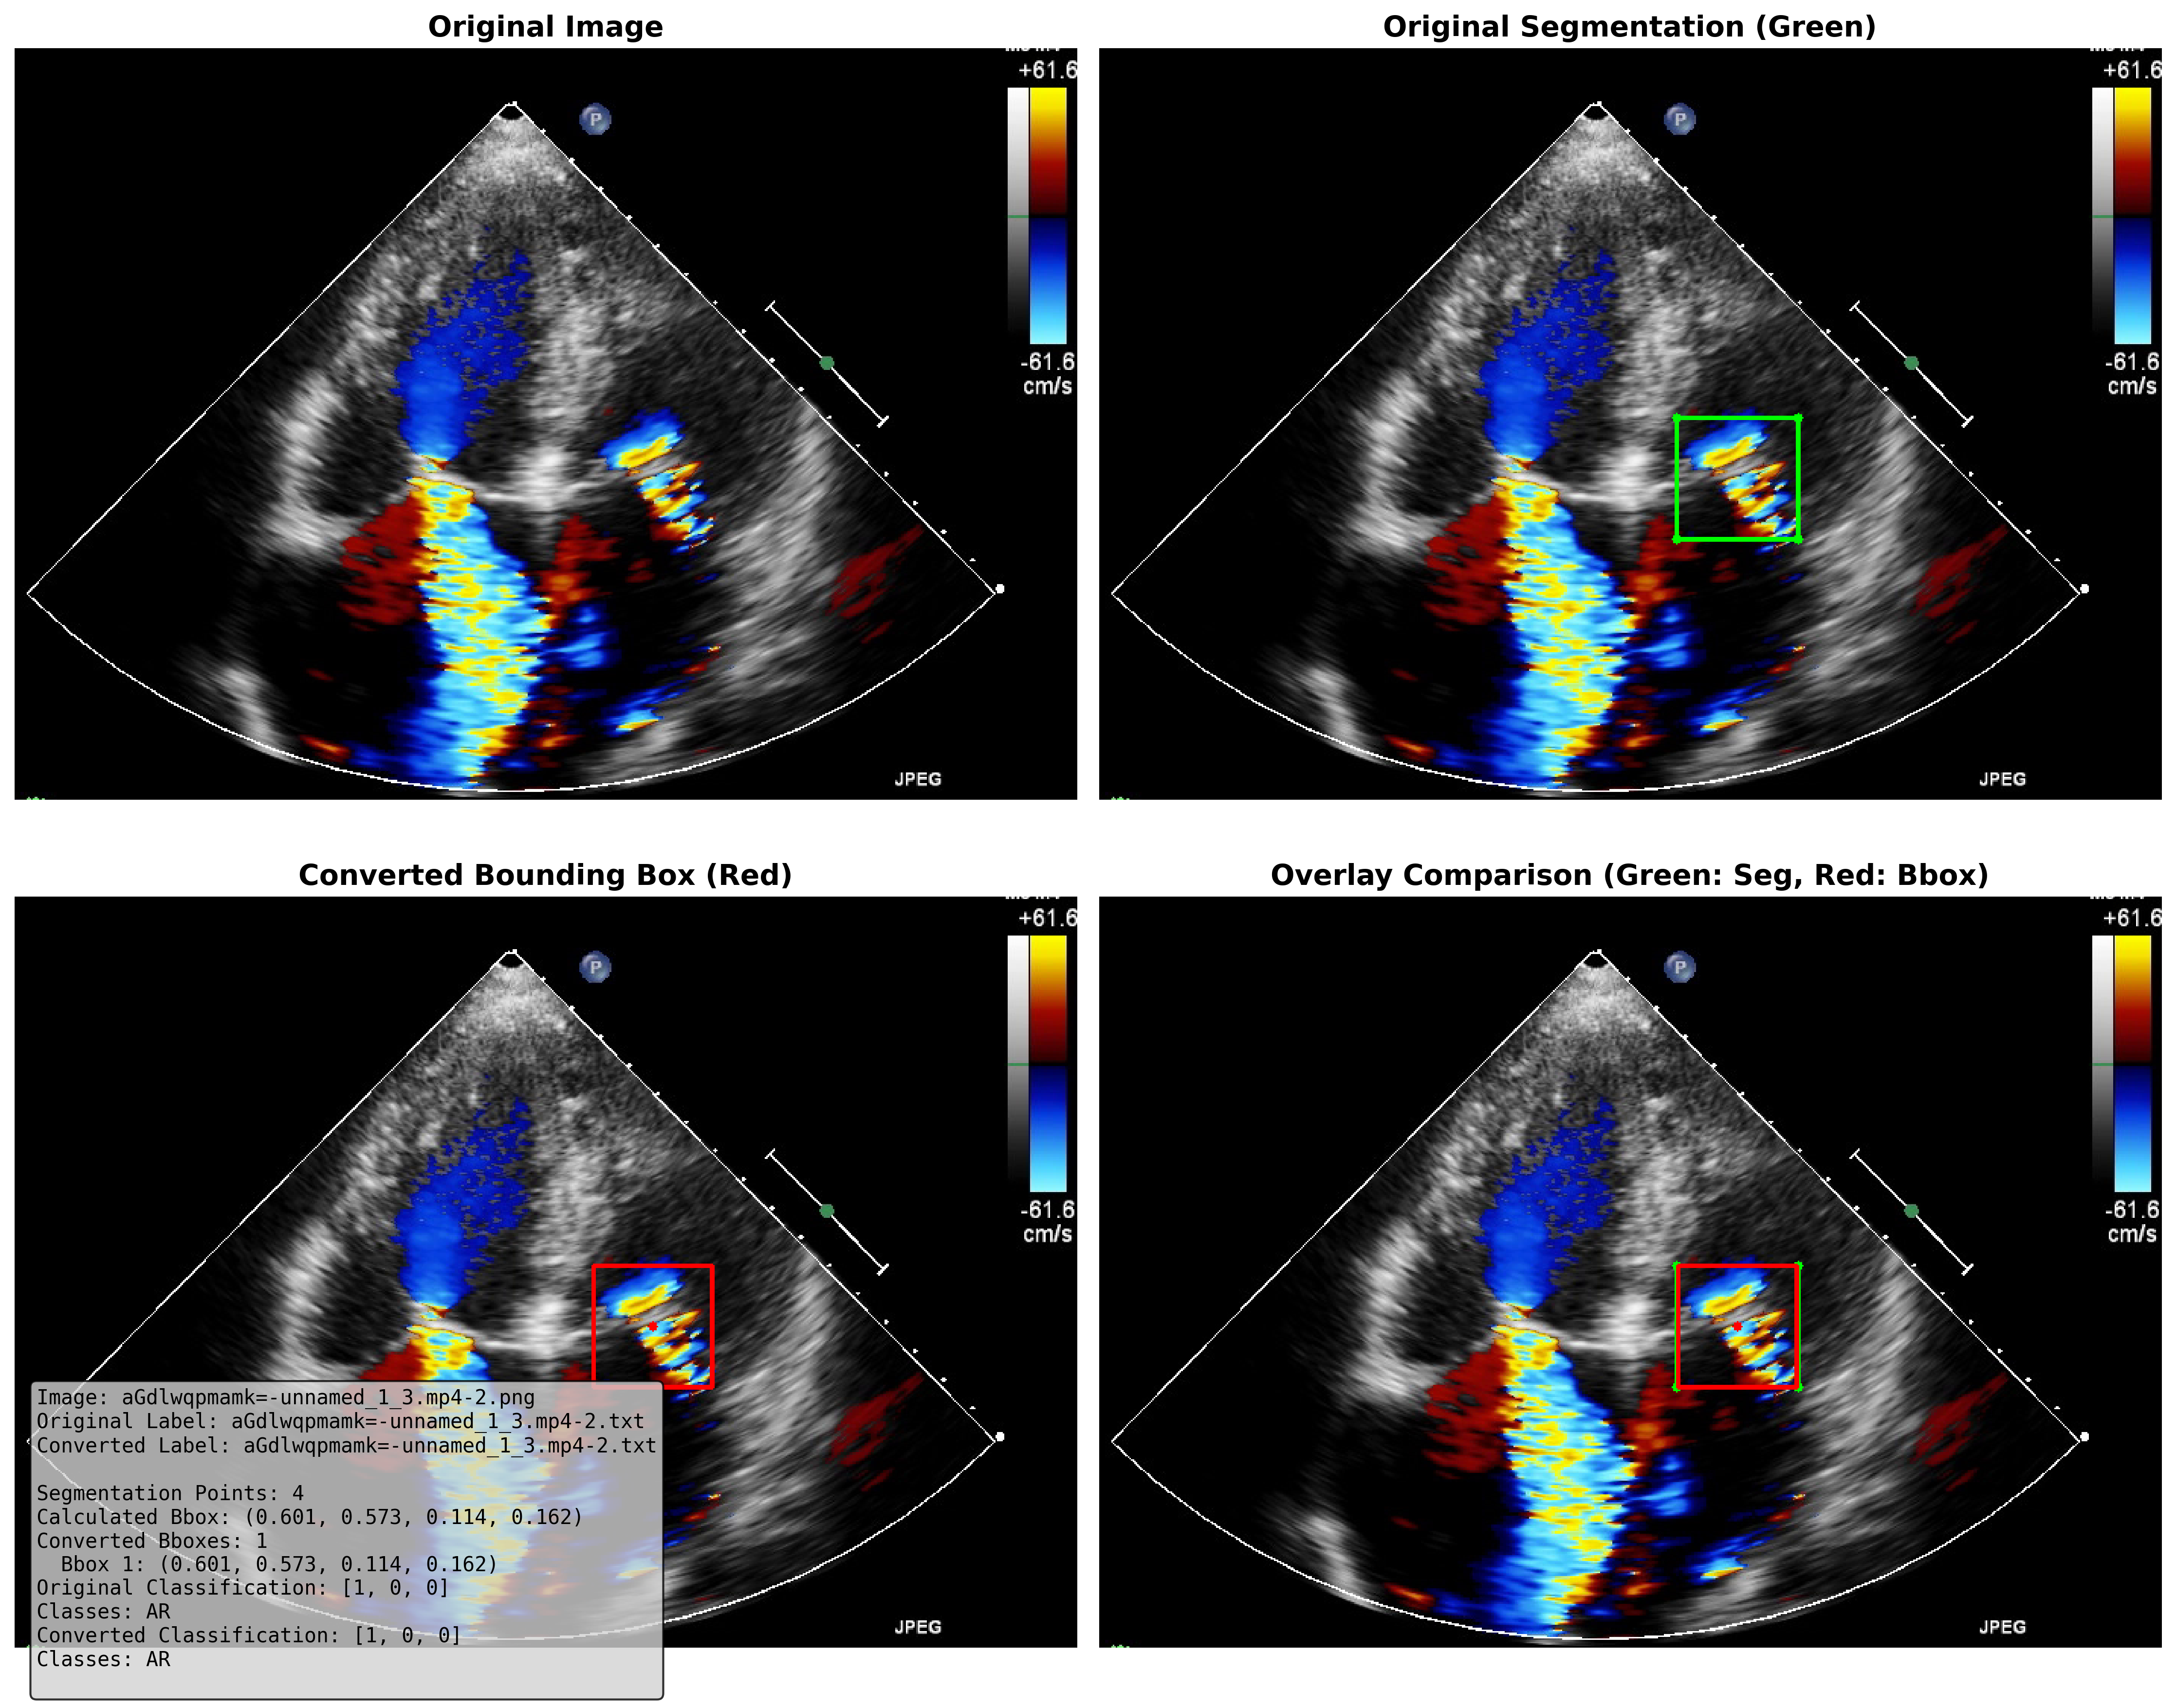 Original Image
Original Segmentation (Green)
+61.6
P
-61.6
cm/s
JPEG
+61.6
P
-61.6
cm/s
JPEG
Converted Bounding Box (Red)
Overlay Comparison (Green: Seg, Red: Bbox)
+61.6
P
-61.6
cm/s
JPEG
Image: aGdlwqpmamk=-unnamed_1_3.mp4-2.png
Original Label: aGdlwqpmamk=-unnamed_1_3.mp4-2.txt
Converted Label: aGdlwqpmamk=-unnamed_1_3.mp4-2.txt
Segmentation Points: 4
Calculated Bbox: (0.601, 0.573, 0.114, 0.162)
Converted Bboxes: 1
Bbox 1: (0.601, 0.573, 0.114, 0.162)
Original Classification: [1, 0, 0]
Classes: AR
Converted Classification: [1, 0, 0]
Classes: AR
+61.6
P
-61.6
cm/s
JPEG